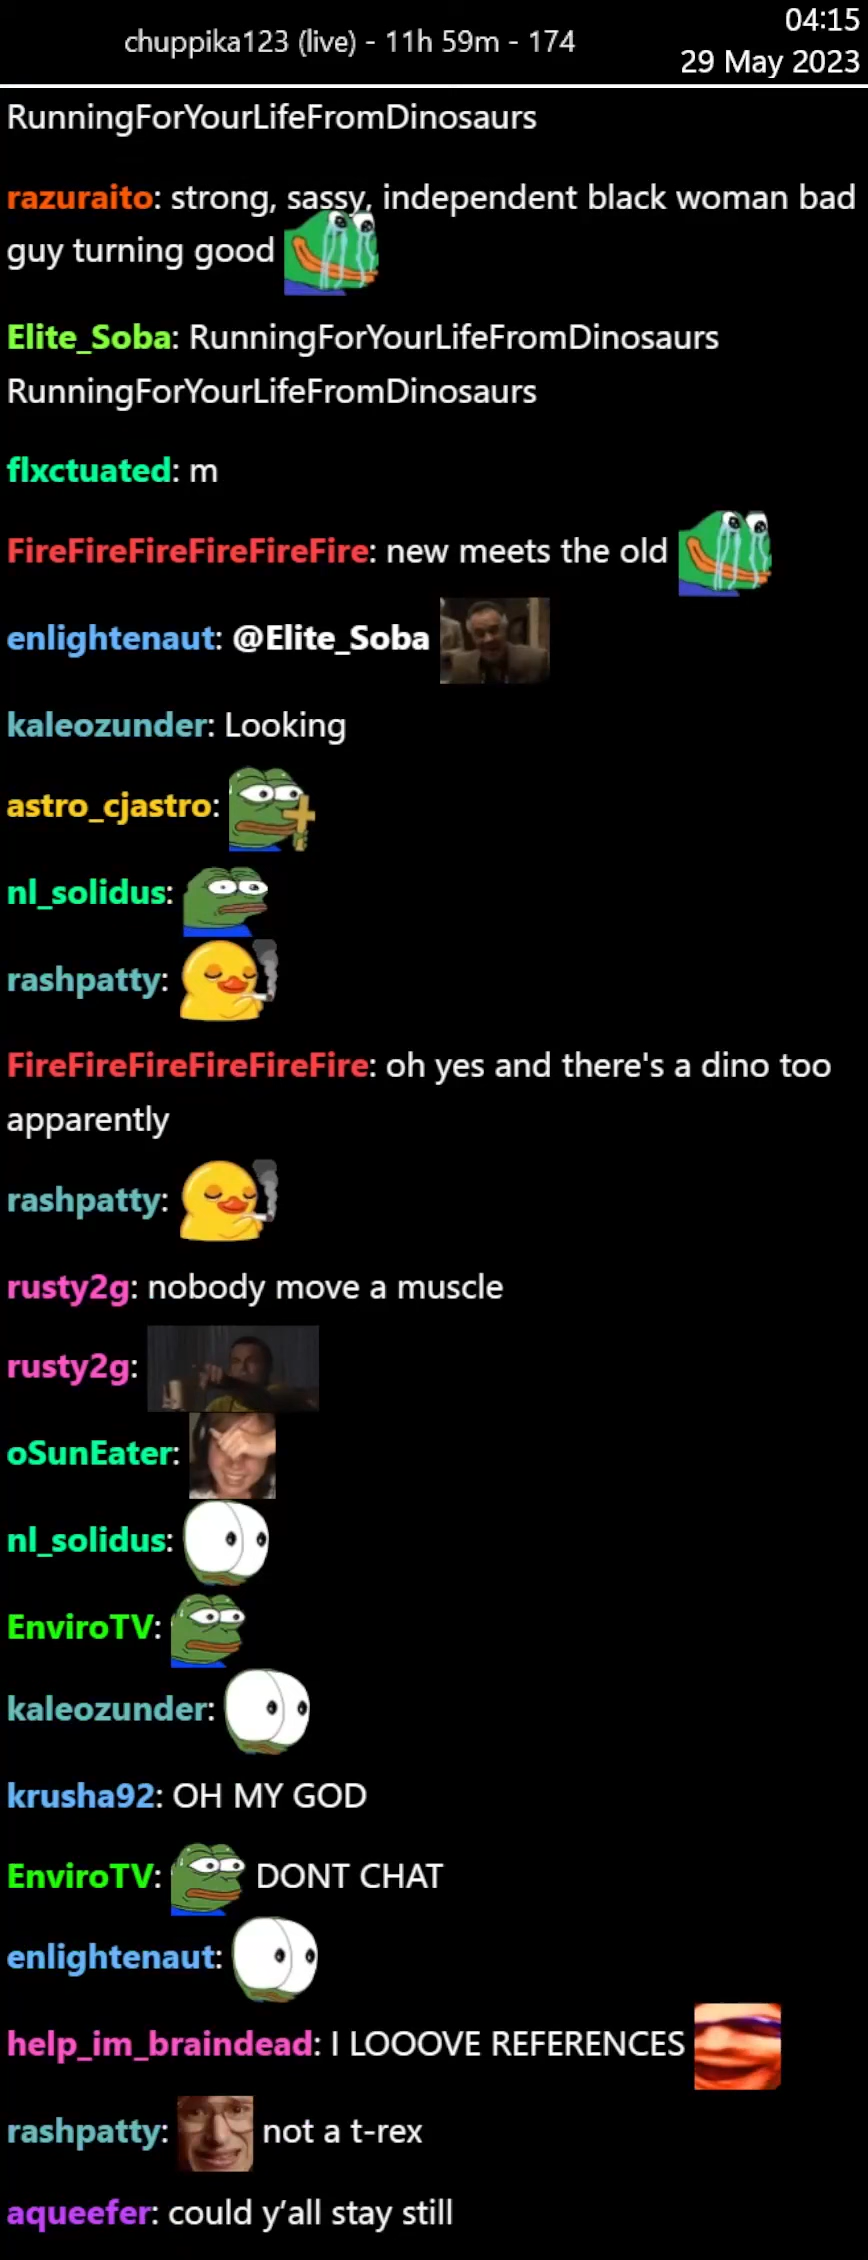 chuppika123 (live) - 11h 59m - 174
04:15
29 May 2023
RunningForYourLifeFromDinosaurs
razuraito: strong, sassy, independent black woman bad
guy turning good
Elite_Soba: RunningForYourLifeFromDinosaurs
RunningForYourLifeFromDinosaurs
flxctuated: m
FireFireFireFireFireFire: new meets the old
enlightenaut: @Elite_Soba
kaleozunder: Looking
astro_cjastro:
nl_solidus:
rashpatty:
FireFireFireFireFireFire: oh yes and there's a dino too
apparently
rashpatty:
rusty2g: nobody move a muscle
rusty2g:
oSunEater:
nl_solidus:
EnviroTV:
kaleozunder:
krusha92: OH MY GOD
EnviroTV: DONT CHAT
enlightenaut:
help_im_braindead: I LOOOVE REFERENCES
rashpatty: not a t-rex
aqueefer: could y’all stay still